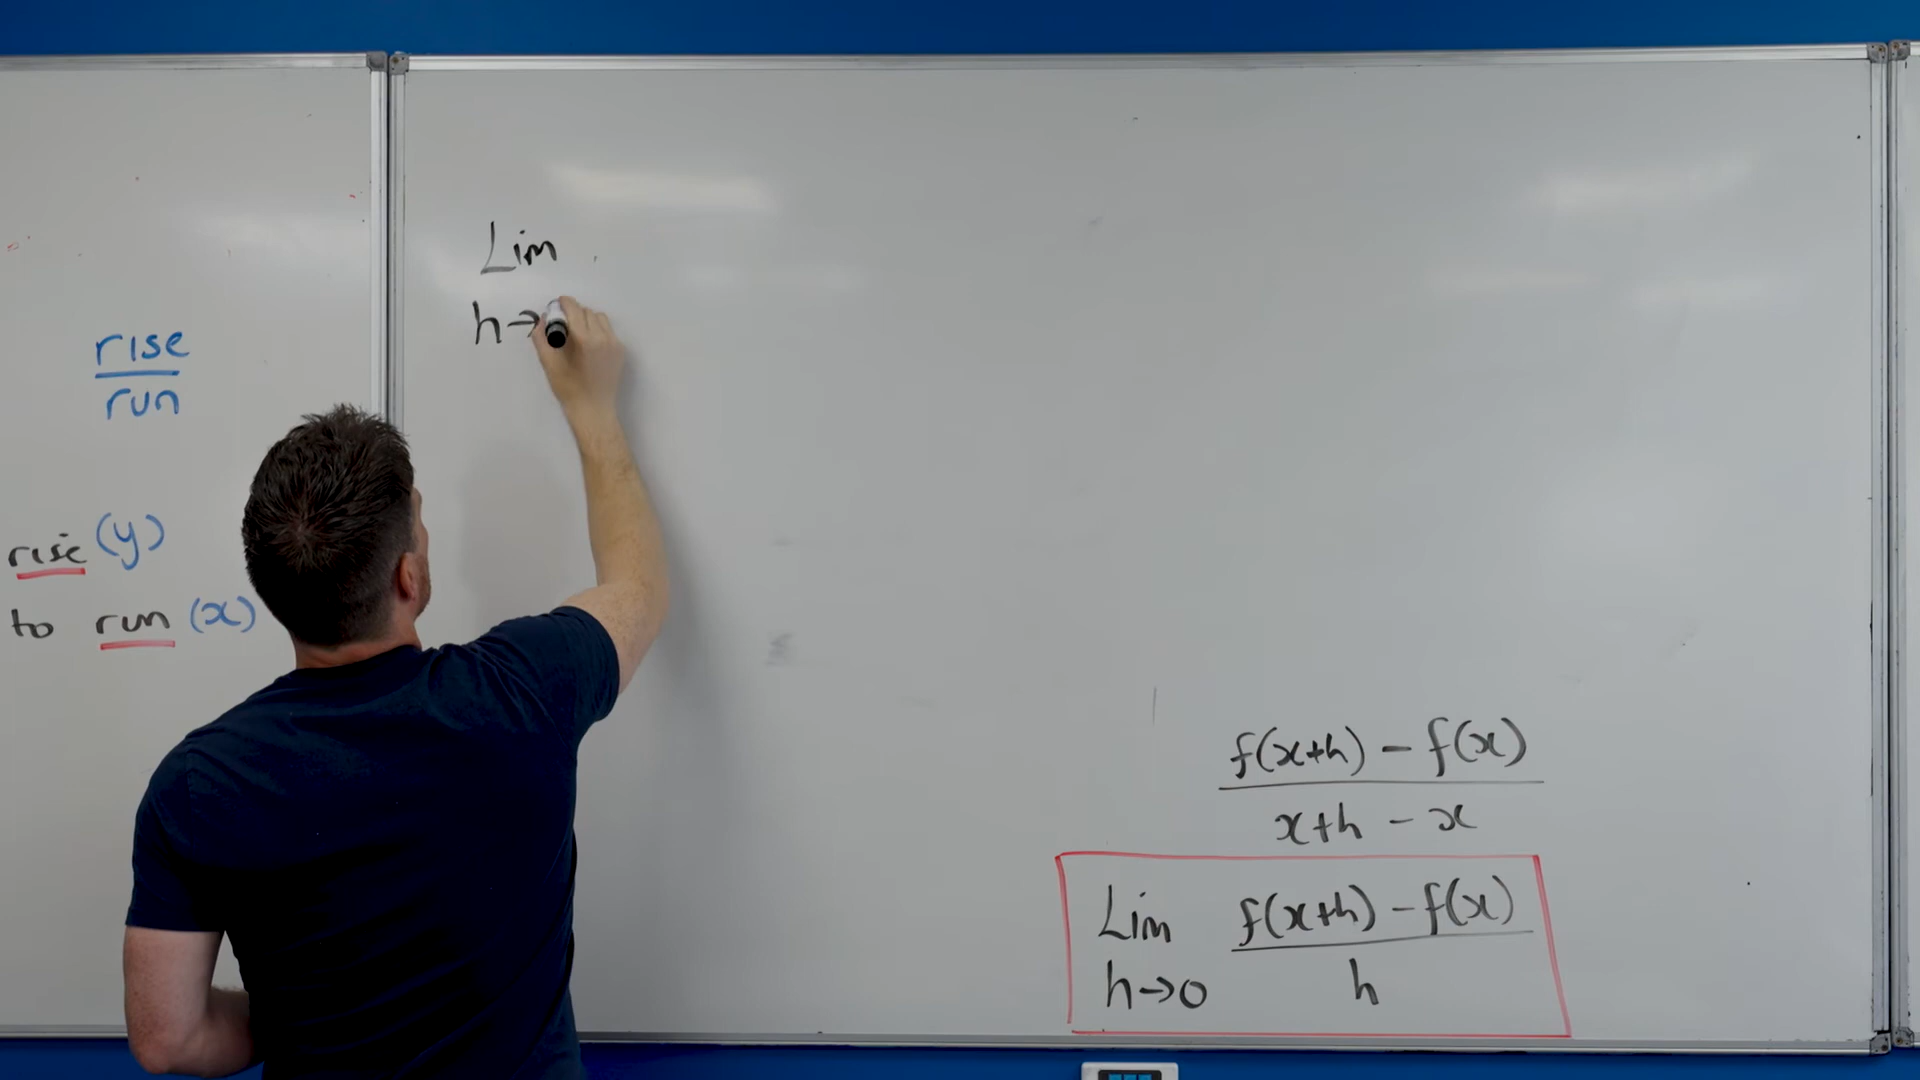 rise
run
rise (y)
to run (x)
Lim
h→
f(x+h) - f(x)
x+h - x
Lim f(x+h) - f(x)
h→0 h